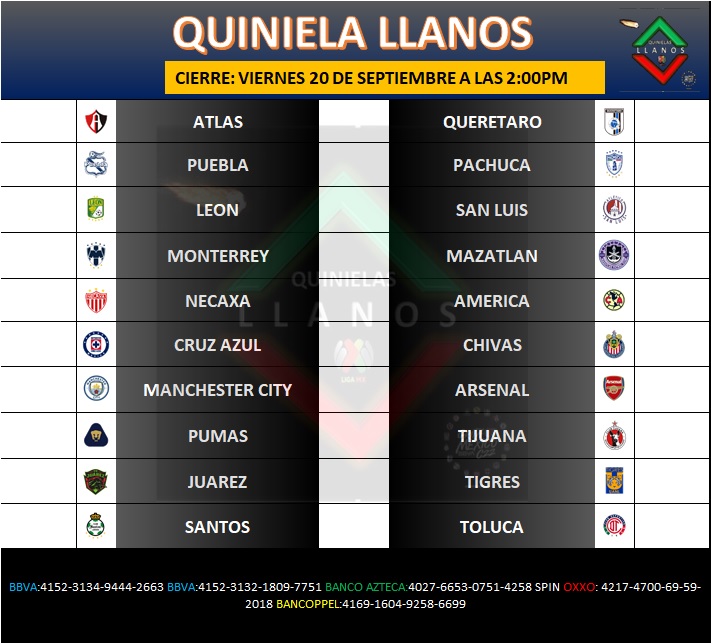 QUINIELA LLANOS
QUINIELAS
LLANOS
CIERRE: VIERNES 20 DE SEPTIEMBRE A LAS 2:00PM
ATLAS QUERETARO
PUEBLA PACHUCA
LEON SAN LUIS
MONTERREY MAZATLAN
QUINIELAS
NECAXA AMERICA
LLANOS
CRUZ AZUL CHIVAS
LIGA MX
MANCHESTER CITY ARSENAL
PUMAS TIJUANA
JUAREZ TIGRES
SANTOS TOLUCA
BBVA:4152-3134-9444-2663 BBVA:4152-3132-1809-7751 BANCO AZTECA:4027-6653-0751-4258 SPIN OXXO: 4217-4700-69-59-
2018 BANCOPPEL:4169-1604-9258-6699